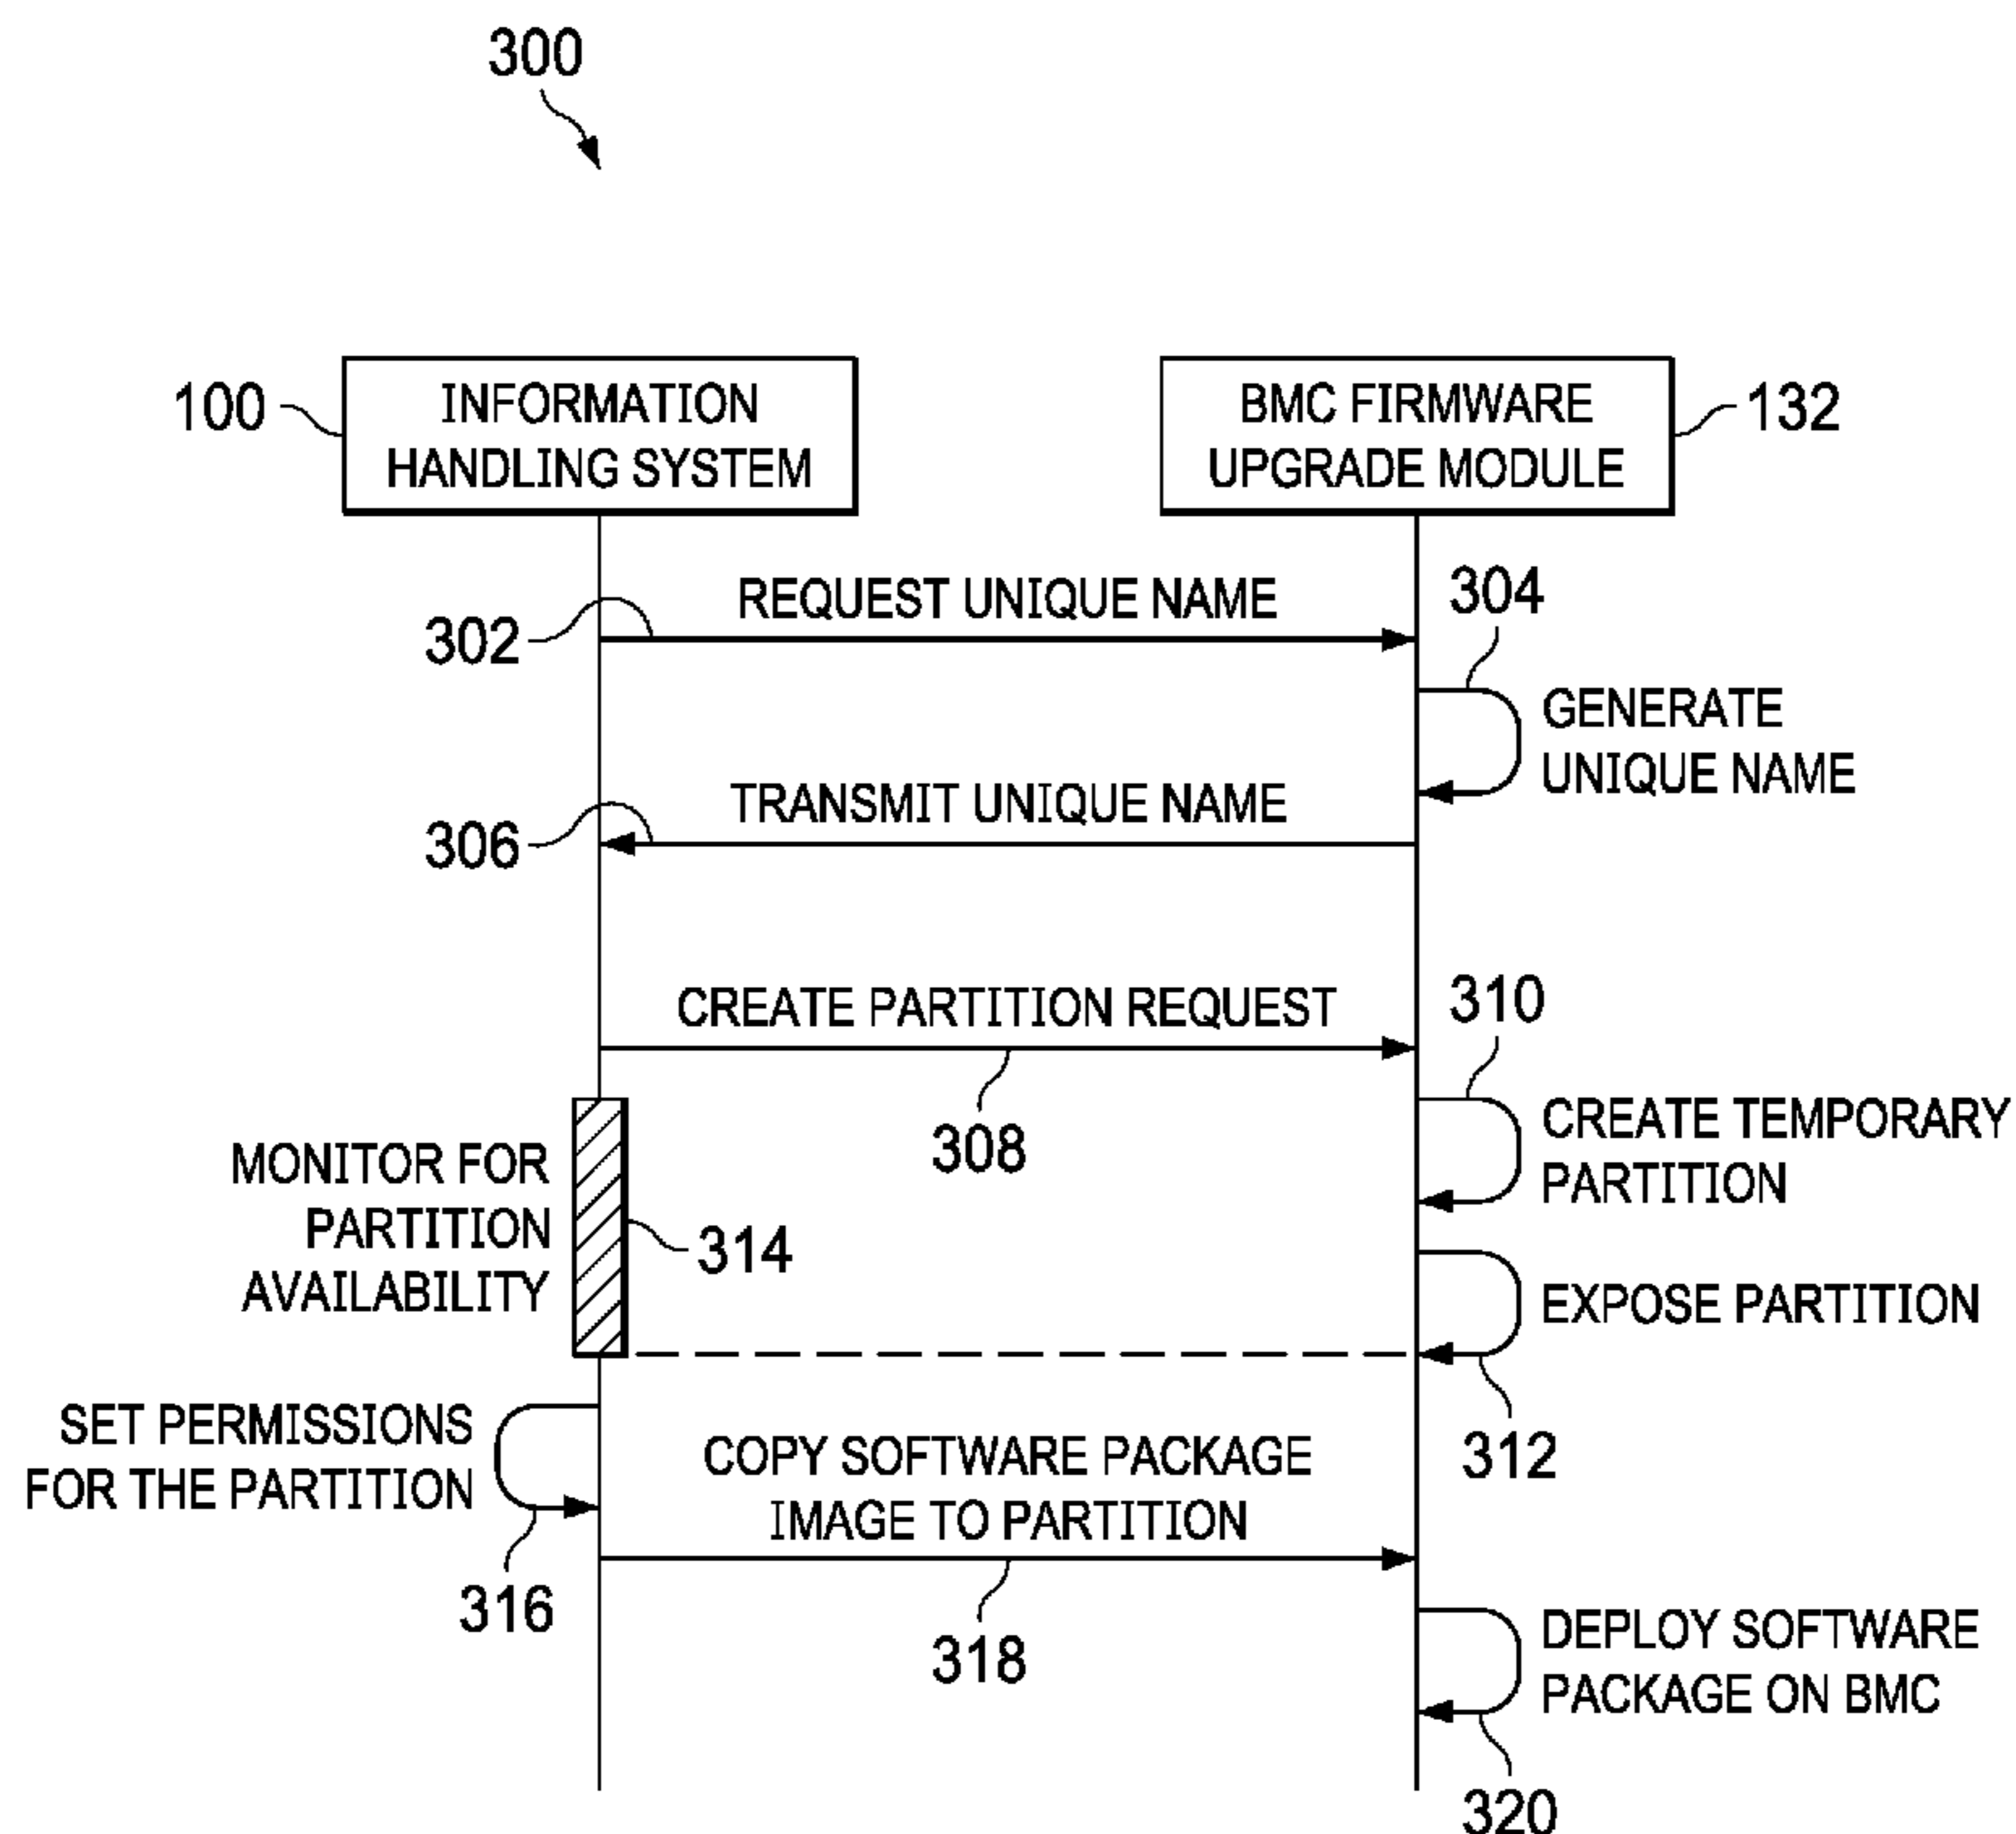 300
100
INFORMATION
HANDLING SYSTEM
BMC FIRMWARE
UPGRADE MODULE
132
REQUEST UNIQUE NAME
302
304
GENERATE
UNIQUE NAME
TRANSMIT UNIQUE NAME
306
CREATE PARTITION REQUEST
308
310
CREATE TEMPORARY
PARTITION
MONITOR FOR
PARTITION
AVAILABILITY
314
EXPOSE PARTITION
312
SET PERMISSIONS
FOR THE PARTITION
316
COPY SOFTWARE PACKAGE
IMAGE TO PARTITION
318
DEPLOY SOFTWARE
PACKAGE ON BMC
320